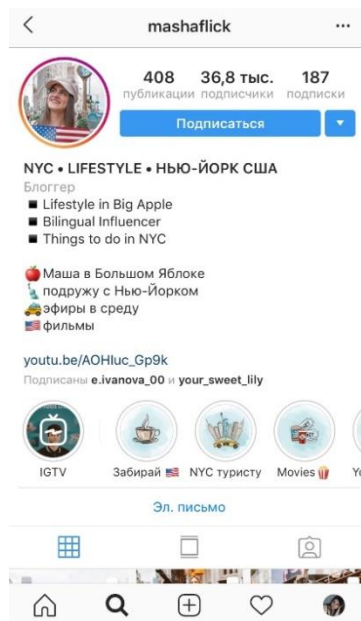 mashaflick
408 36,8 тыс. 187
публикации подписчики подписки
Подписаться
NYC • LIFESTYLE • НЬЮ-ЙОРК США
Блоггер
◾ Lifestyle in Big Apple
◾ Bilingual Influencer
◾ Things to do in NYC
🍎Маша в Большом Яблоке
🗽подружу с Нью-Йорком
🚕эфиры в среду
🇺🇸фильмы
youtu.be/AOHIuc_Gp9k
Подписаны e.ivanova_00 и your_sweet_lily
IGTV Забирай 🇺🇸 NYC туристу Movies🍿
Эл. письмо